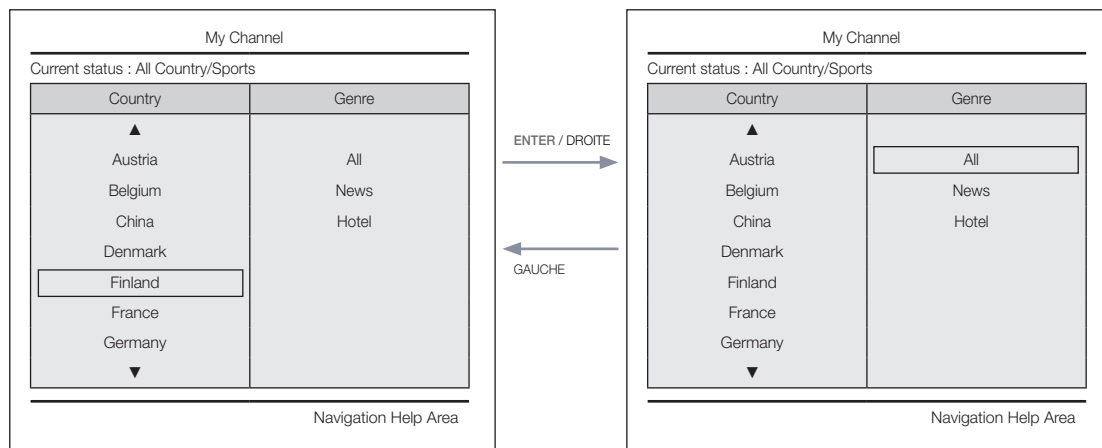 My Channel
Current status : All Country/Sports
Country Genre
▲
Austria All
Belgium News
China Hotel
Denmark
Finland
France
Germany
▼
Navigation Help Area
ENTER / DROITE
GAUCHE
My Channel
Current status : All Country/Sports
Country Genre
▲
Austria All
Belgium News
China Hotel
Denmark
Finland
France
Germany
▼
Navigation Help Area